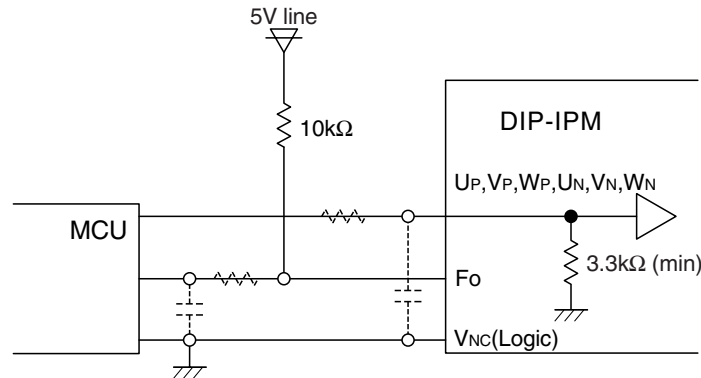 5V line
10kΩ
DIP-IPM
UP,VP,WP,UN,VN,WN
MCU
3.3kΩ (min)
Fo
VNC(Logic)